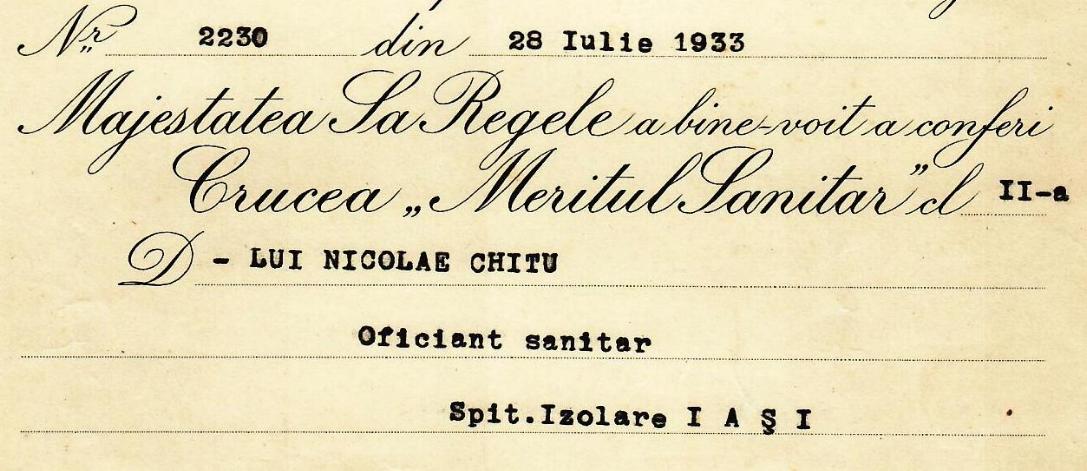 Nr. 2230 din 28 Iulie 1933
Majestatea Sa Regele a bine-voit a conferi
Crucea „Meritul Sanitar” cl II-a
D - LUI NICOLAE CHITU
Oficiant sanitar
Spit.Izolare I A Ş I